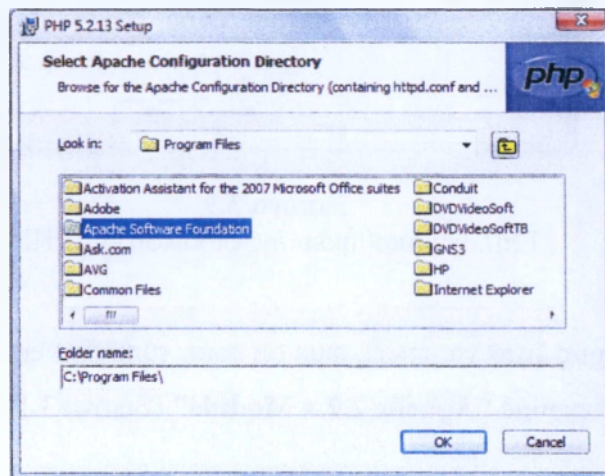 PHP 5.2.13 Setup
Select Apache Configuration Directory
Browse for the Apache Configuration Directory (containing httpd.conf and ...
php
Look in:
Program Files
Activation Assistant for the 2007 Microsoft Office suites
Adobe
Apache Software Foundation
Ask.com
AVG
Common Files
Conduit
DVDVideoSoft
DVDVideoSoftTB
GNS3
HP
Internet Explorer
Folder name:
C:\Program Files\
OK
Cancel